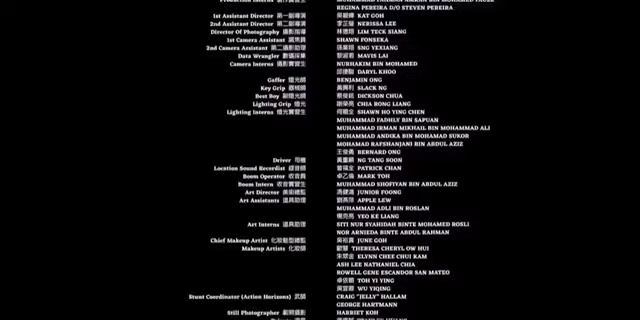 REGINA PEREIRA D/O STEVEN PEREIRA
1st Assistant Director 第一副導演 KAT GOH
2nd Assistant Director 第二副導演 NERISSA LEE
Director Of Photography 攝影指導 LIM TECK SIANG
1st Camera Assistant SHAWN FONSEKA
2nd Camera Assistant 第二攝影助理 SNG YEXIANG
Data Wrangler MAVIS LAI
Camera Interns 攝影實習生 NURHAKIM BIN MOHAMED
DARYL KHOO
Gaffer 燈光師 BENJAMIN ONG
Key Grip 器械師 SLACK NG
Best Boy 副燈光師 DICKSON CHUA
Lighting Grip 燈光 CHIA RONG LIANG
Lighting Interns 燈光實習生 SHAWN HO YING CHEN
MUHAMMAD FADHLY BIN SAPUAN
MUHAMMAD IRMAN MIKHAIL BIN MOHAMMAD ALI
MUHAMMAD ANDIKA BIN MOHAMAD SUKOR
MOHAMAD RAFSHANJANI BIN ABDUL AZIZ
BERNARD ONG
Driver 司機 NG TANG SOON
Location Sound Recordist 錄音師 PATRICK CHAN
Boom Operator 收音員 MARK TOH
Boom Intern 收音實習生 MUHAMMAD SHOFIYAN BIN ABDUL AZIZ
Art Director 美術總監 JUNIOR FOONG
Art Assistants 道具助理 APPLE LEW
MUHAMMAD ADLI BIN ROSLAN
YEO KE LIANG
Art Interns 道具助理 SITI NUR SYAHIDAH BINTE MOHAMED ROSLI
NOR ARNIEDA BINTE ABDUL RAHMAN
Chief Makeup Artist 化妝髮型總監 JUNE GOH
Makeup Artists 化妝師 THERESA CHERYL OW HUI
ELYNN CHEE CHUI KAM
ASH LEE NATHANIEL CHIA
ROWELL GENE ESCANDOR SAN MATEO
TOH YI YING
WU YIQING
Stunt Coordinator (Action Horizons) 武師 CRAIG "JELLY" HALLAM
GEORGE HARTMANN
Still Photographer 劇照攝影 HARRIET KOH